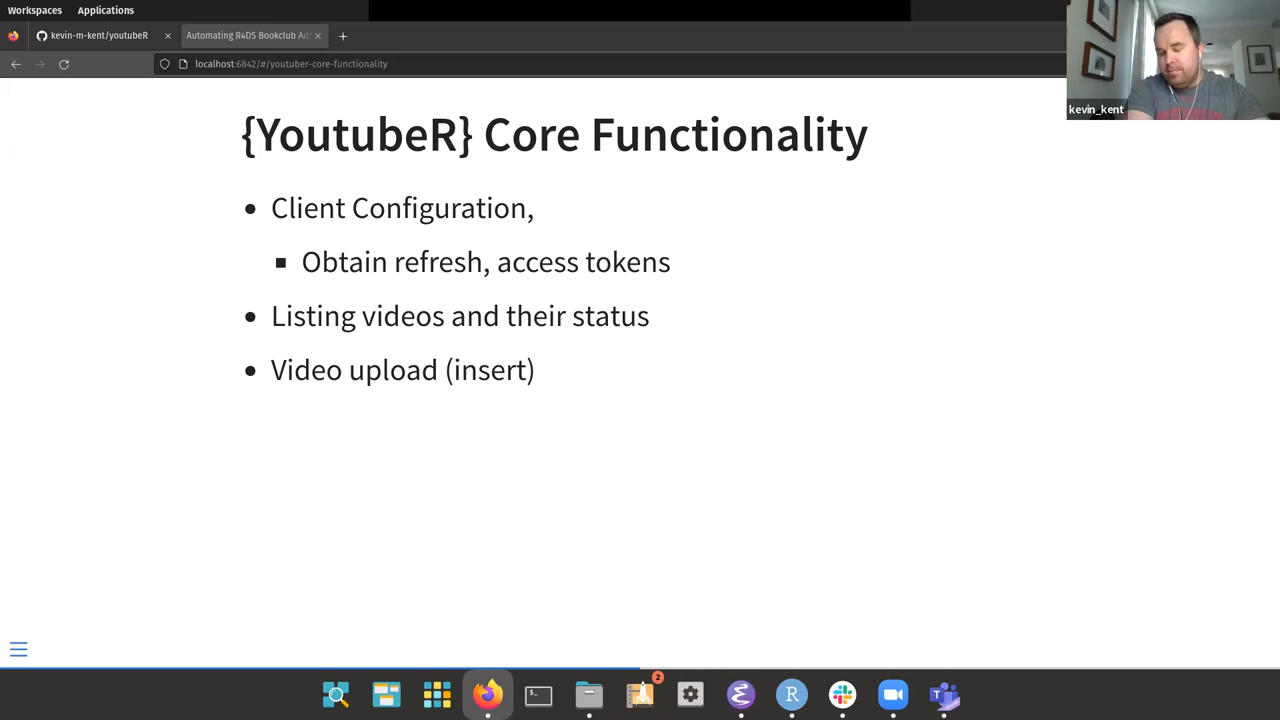 Workspaces Applications
kevin-m-kent/youtubeR × Automating R4DS Bookclub Ad × +
localhost:6842/#/youtuber-core-functionality
kevin_kent
{YoutubeR} Core Functionality
Client Configuration,
Obtain refresh, access tokens
Listing videos and their status
Video upload (insert)
2
R